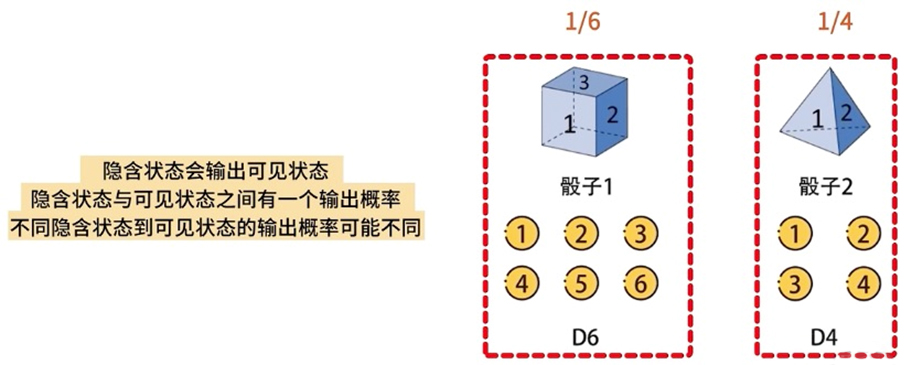 隐含状态会输出可见状态
隐含状态与可见状态之间有一个输出概率
不同隐含状态到可见状态的输出概率可能不同
1/6
3
1 2
骰子1
1 2 3
4 5 6
D6
1/4
1 2
骰子2
1 2
3 4
D4